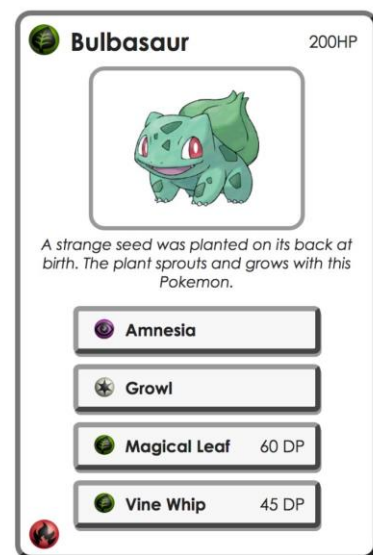 Bulbasaur 200HP
A strange seed was planted on its back at
birth. The plant sprouts and grows with this
Pokemon.
Amnesia
Growl
Magical Leaf 60 DP
Vine Whip 45 DP